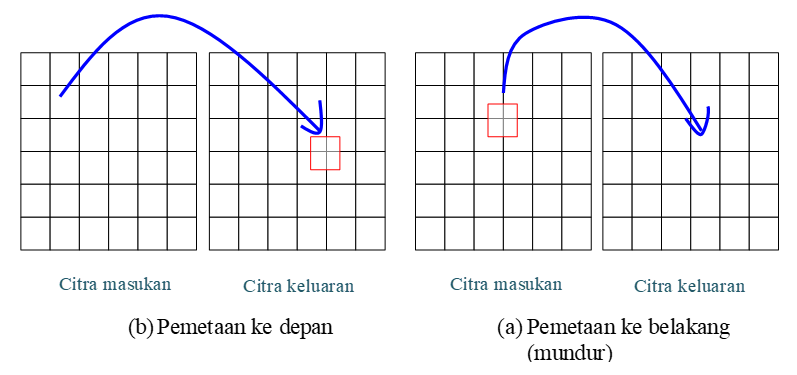 Citra masukan
Citra keluaran
Citra masukan
Citra keluaran
(b) Pemetaan ke depan
(a) Pemetaan ke belakang
(mundur)